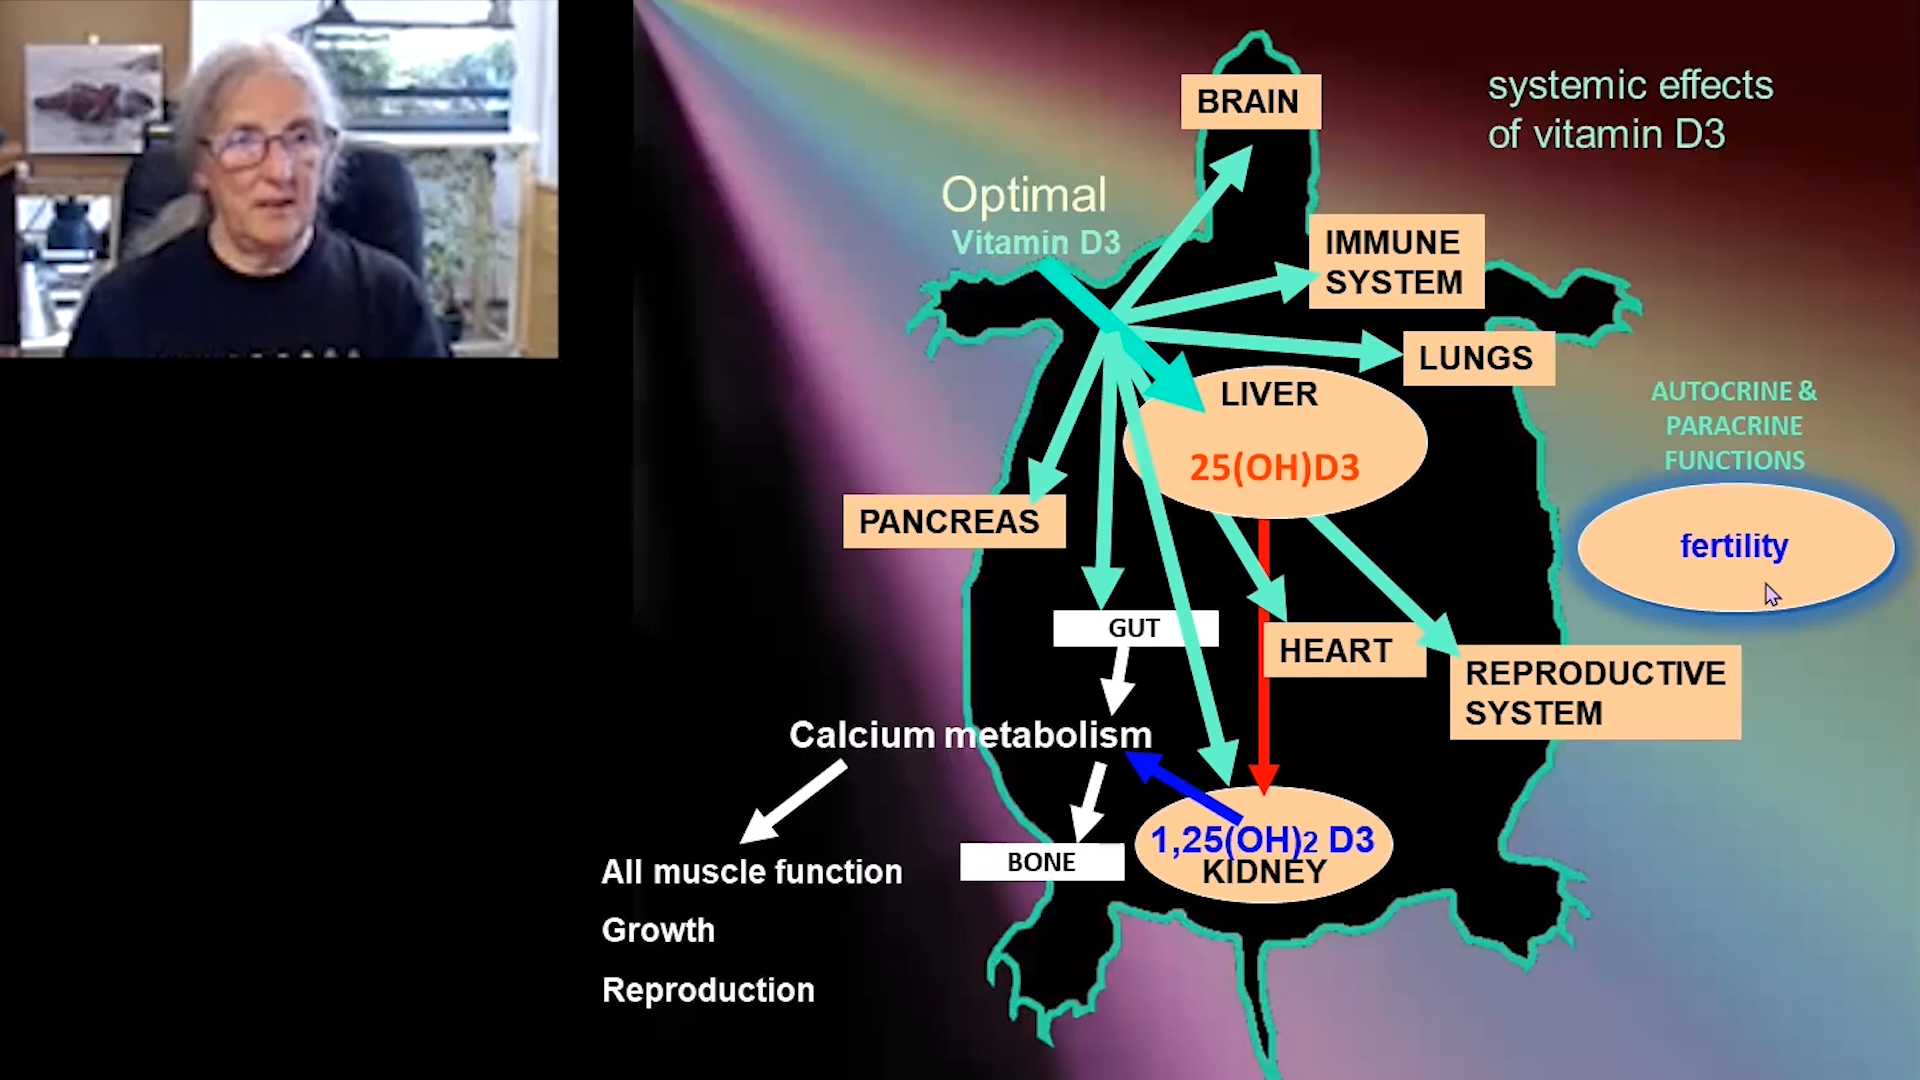 systemic effects
of vitamin D3
BRAIN
Optimal
Vitamin D3
IMMUNE
SYSTEM
LUNGS
LIVER
25(OH)D3
AUTOCRINE &
PARACRINE
FUNCTIONS
fertility
PANCREAS
GUT
HEART
REPRODUCTIVE
SYSTEM
Calcium metabolism
1,25(OH)2 D3
KIDNEY
BONE
All muscle function
Growth
Reproduction